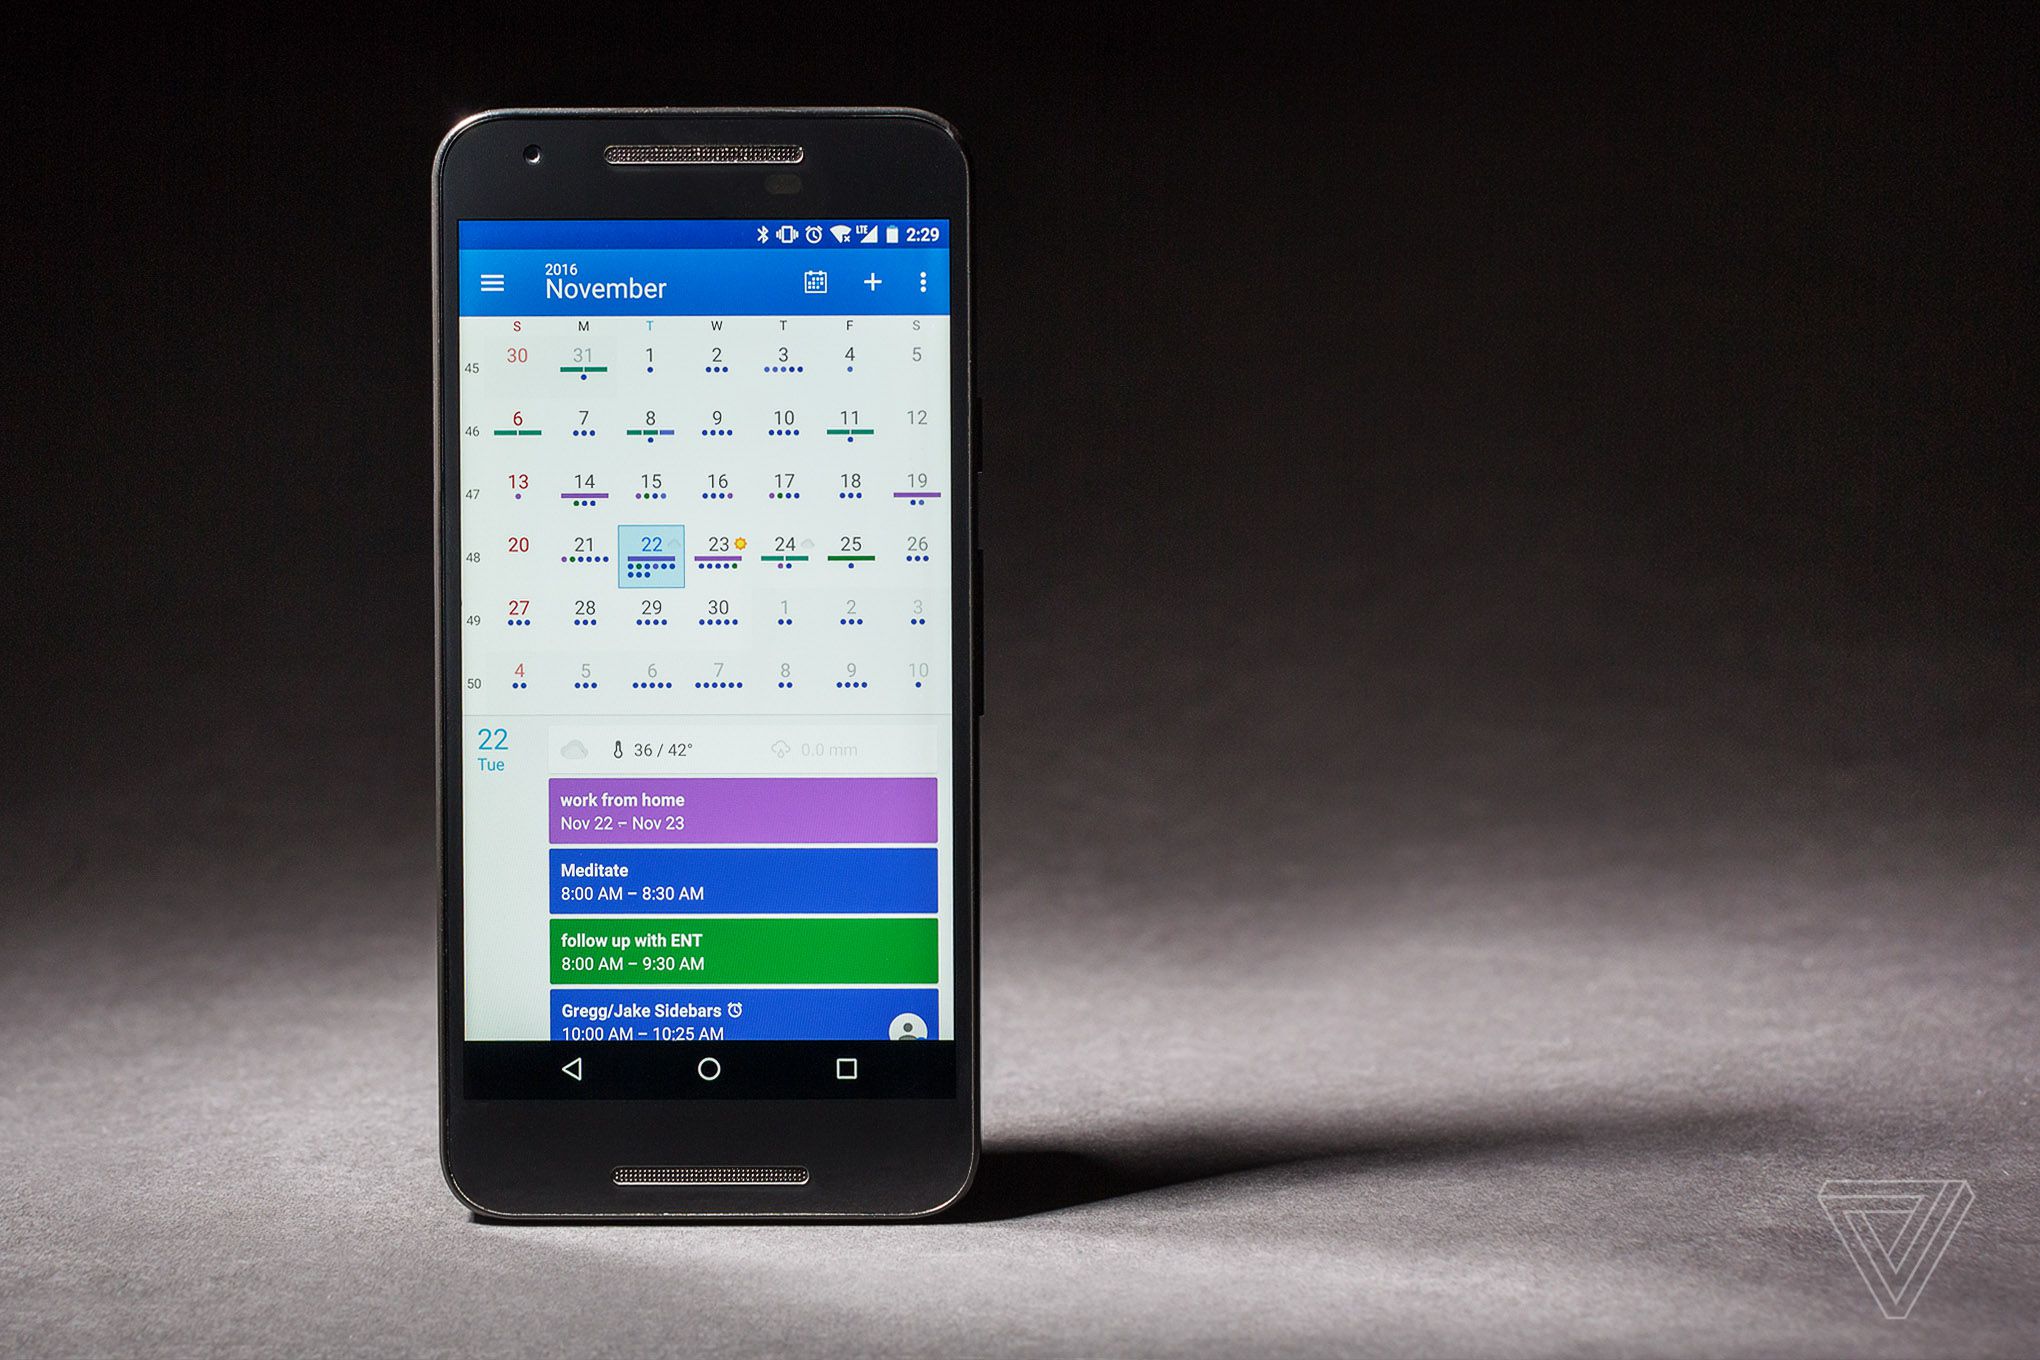 LTE 2:29
2016
November
S M T W T F S
45 30 31 1 2 3 4 5
46 6 7 8 9 10 11 12
47 13 14 15 16 17 18 19
48 20 21 22 23 24 25 26
49 27 28 29 30 1 2 3
50 4 5 6 7 8 9 10
22 36 / 42° 0.0 mm
Tue
work from home
Nov 22 – Nov 23
Meditate
8:00 AM – 8:30 AM
follow up with ENT
8:00 AM – 9:30 AM
Gregg/Jake Sidebars
10:00 AM – 10:25 AM